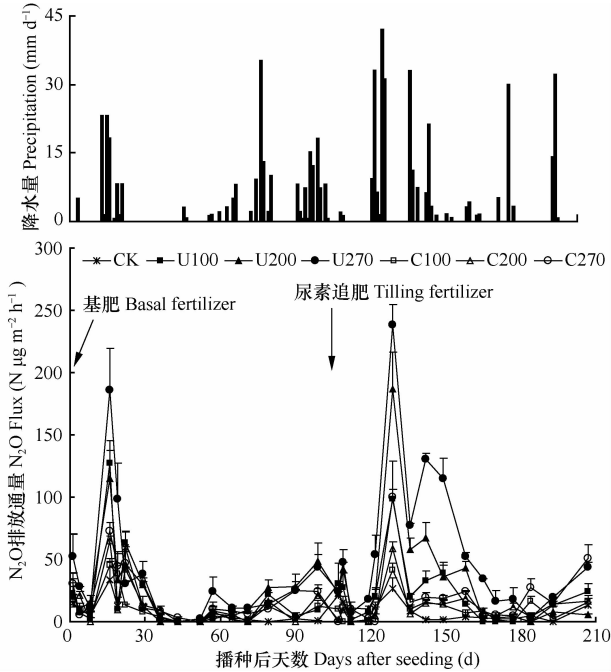 降水量 Precipitation (mm d⁻¹)
45
30
15
0
N₂O排放通量 N₂O Flux (N μg m⁻² h⁻¹)
300
250
200
150
100
50
0
CK U100 U200 U270 C100 C200 C270
基肥 Basal fertilizer
尿素追肥 Tilling fertilizer
0 30 60 90 120 150 180 210
播种后天数 Days after seeding (d)